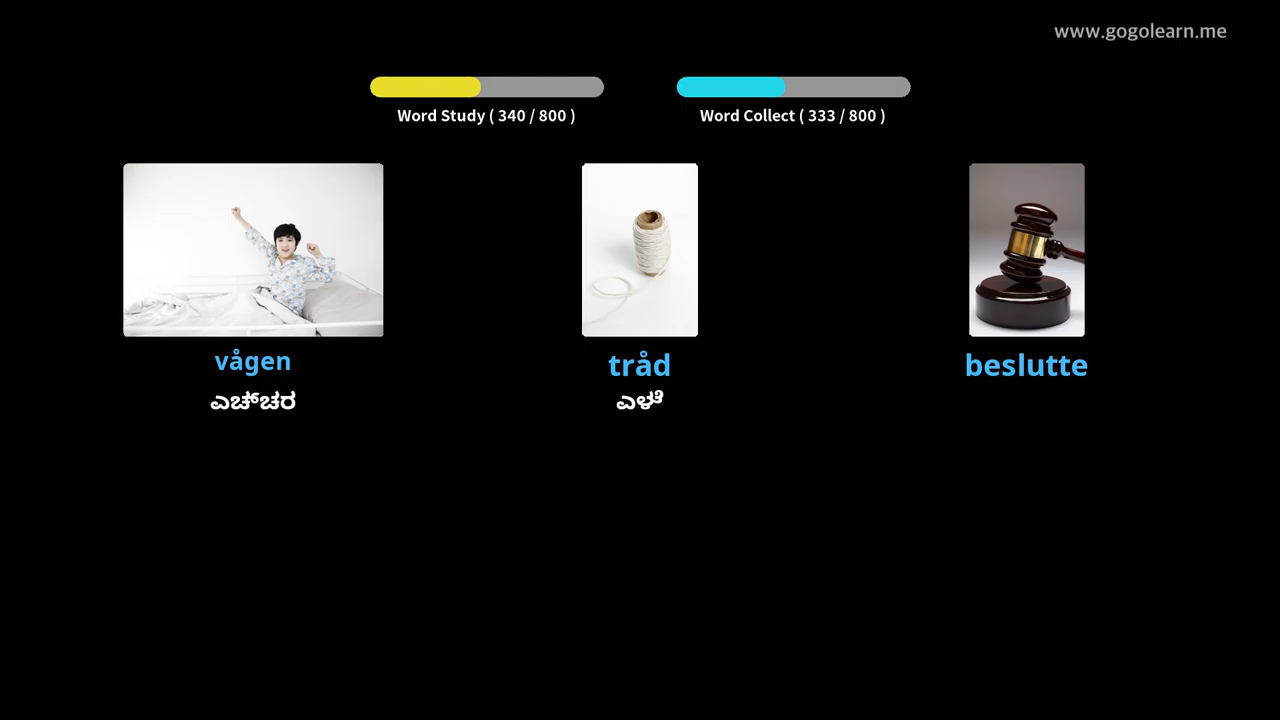 www.gogolearn.me
Word Study ( 340 / 800 )
Word Collect ( 333 / 800 )
vågen
ಎಚ್ಚರ
tråd
ಎಳೆ
beslutte